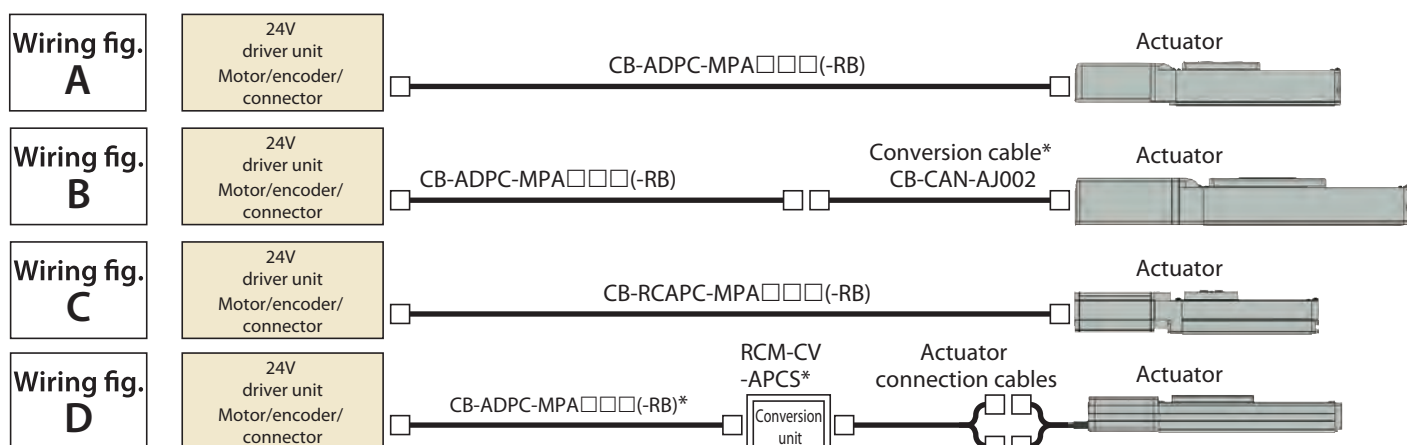 Wiring fig.
A
24V
driver unit
Motor/encoder/
connector
CB-ADPC-MPA□□□(-RB)
Actuator
Wiring fig.
B
24V
driver unit
Motor/encoder/
connector
CB-ADPC-MPA□□□(-RB)
Conversion cable*
CB-CAN-AJ002
Actuator
Wiring fig.
C
24V
driver unit
Motor/encoder/
connector
CB-RCAPC-MPA□□□(-RB)
Actuator
Wiring fig.
D
24V
driver unit
Motor/encoder/
connector
CB-ADPC-MPA□□□(-RB)*
RCM-CV
-APCS*
Conversion
unit
Actuator
connection cables
Actuator